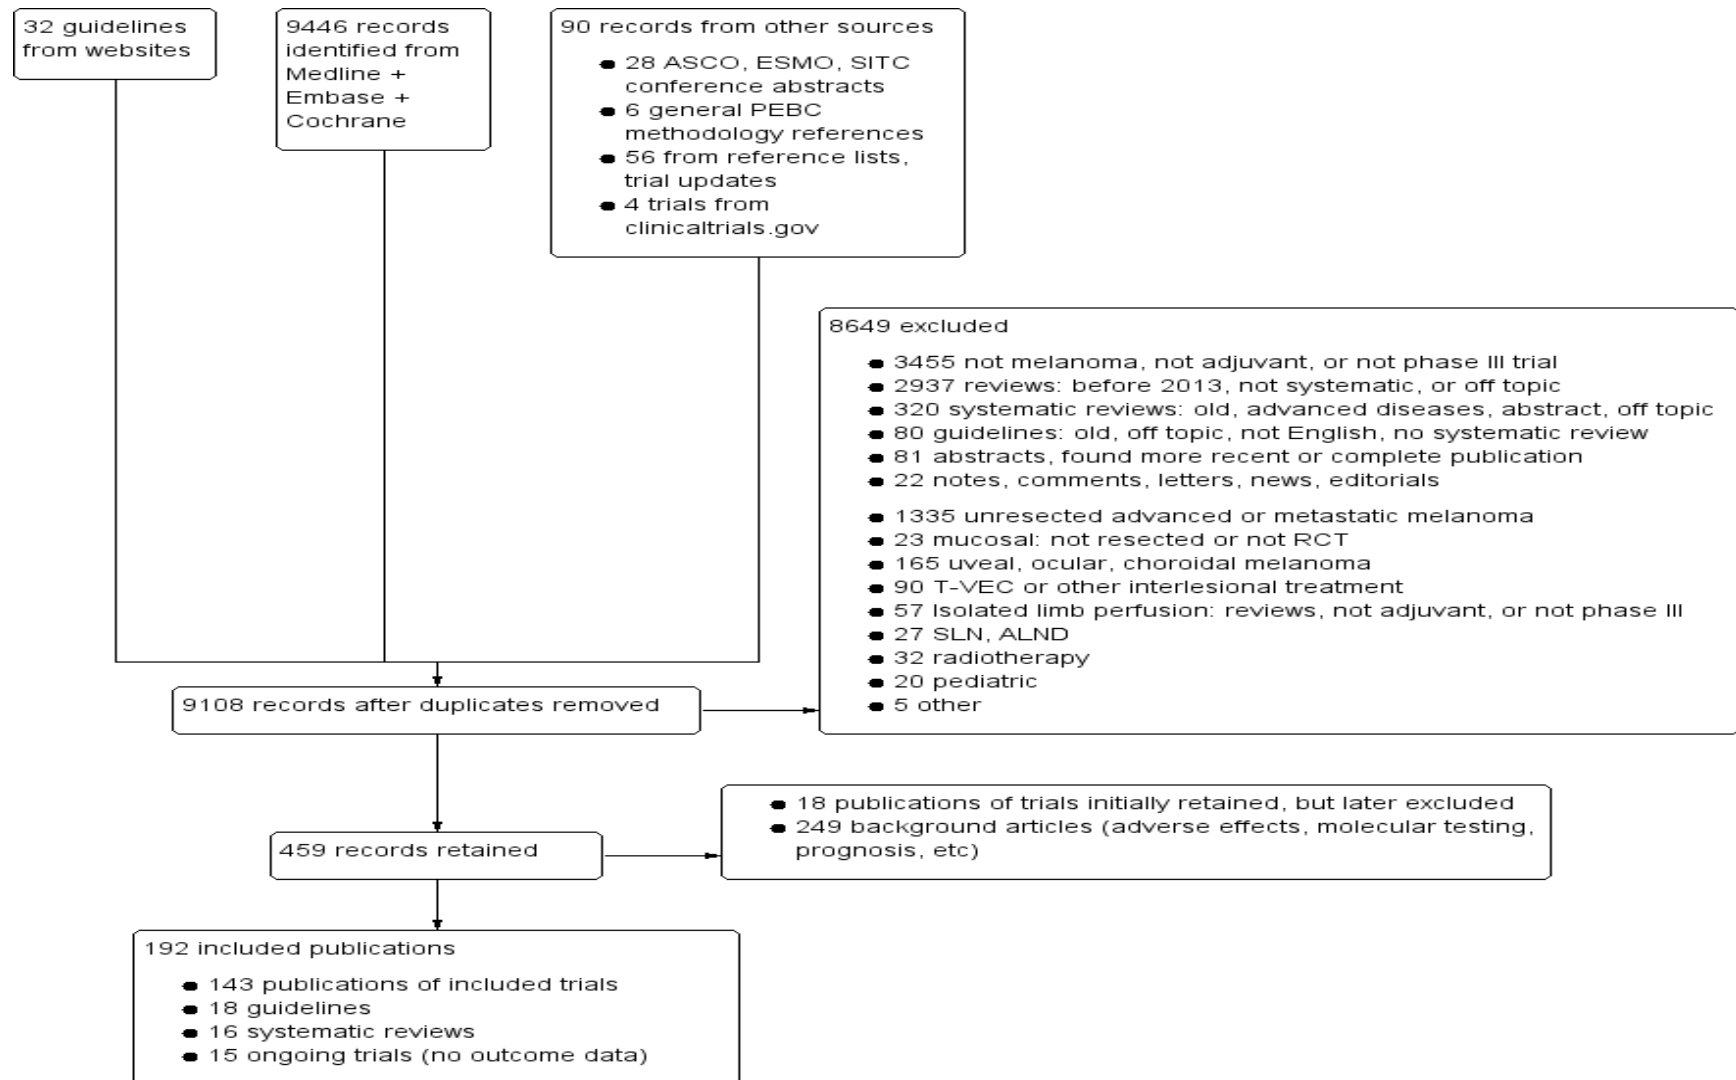 32 guidelines
from websites
9446 records
identified from
Medline +
Embase +
Cochrane
90 records from other sources
28 ASCO, ESMO, SITC
conference abstracts
6 general PEBC
methodology references
56 from reference lists,
trial updates
4 trials from
clinicaltrials.gov
8649 excluded
3455 not melanoma, not adjuvant, or not phase III trial
2937 reviews: before 2013, not systematic, or off topic
320 systematic reviews: old, advanced diseases, abstract, off topic
80 guidelines: old, off topic, not English, no systematic review
81 abstracts, found more recent or complete publication
22 notes, comments, letters, news, editorials
1335 unresected advanced or metastatic melanoma
23 mucosal: not resected or not RCT
165 uveal, ocular, choroidal melanoma
90 T-VEC or other interlesional treatment
57 Isolated limb perfusion: reviews, not adjuvant, or not phase III
27 SLN, ALND
32 radiotherapy
20 pediatric
5 other
9108 records after duplicates removed
18 publications of trials initially retained, but later excluded
249 background articles (adverse effects, molecular testing,
prognosis, etc)
459 records retained
192 included publications
143 publications of included trials
18 guidelines
16 systematic reviews
15 ongoing trials (no outcome data)